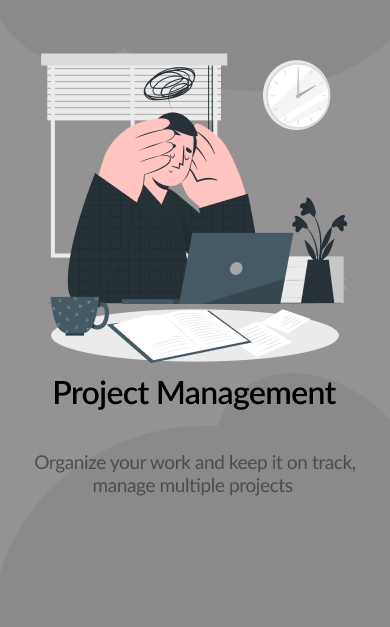 Project Management
Organize your work and keep it on track,
manage multiple projects